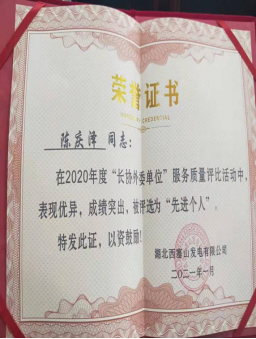 荣誉证书
陈庆泽 同志：
在2020年度“长协外委单位”服务质量评比活动中，
表现优异，成绩突出，被评选为“先进个人”。
特发此证，以资鼓励！
湖北西塞山发电有限公司
二〇二一年一月